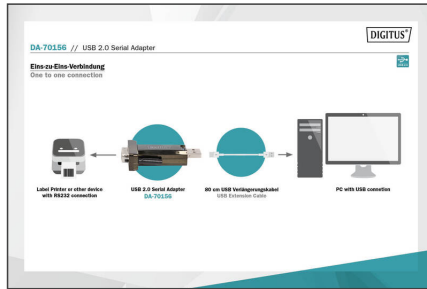 DIGITUS®
DA-70156 // USB 2.0 Serial Adapter
Eins-zu-Eins-Verbindung
One to one connection
Label Printer or other device
with RS232 connection
USB 2.0 Serial Adapter
DA-70156
80 cm USB Verlängerungskabel
USB Extension Cable
PC with USB connetion